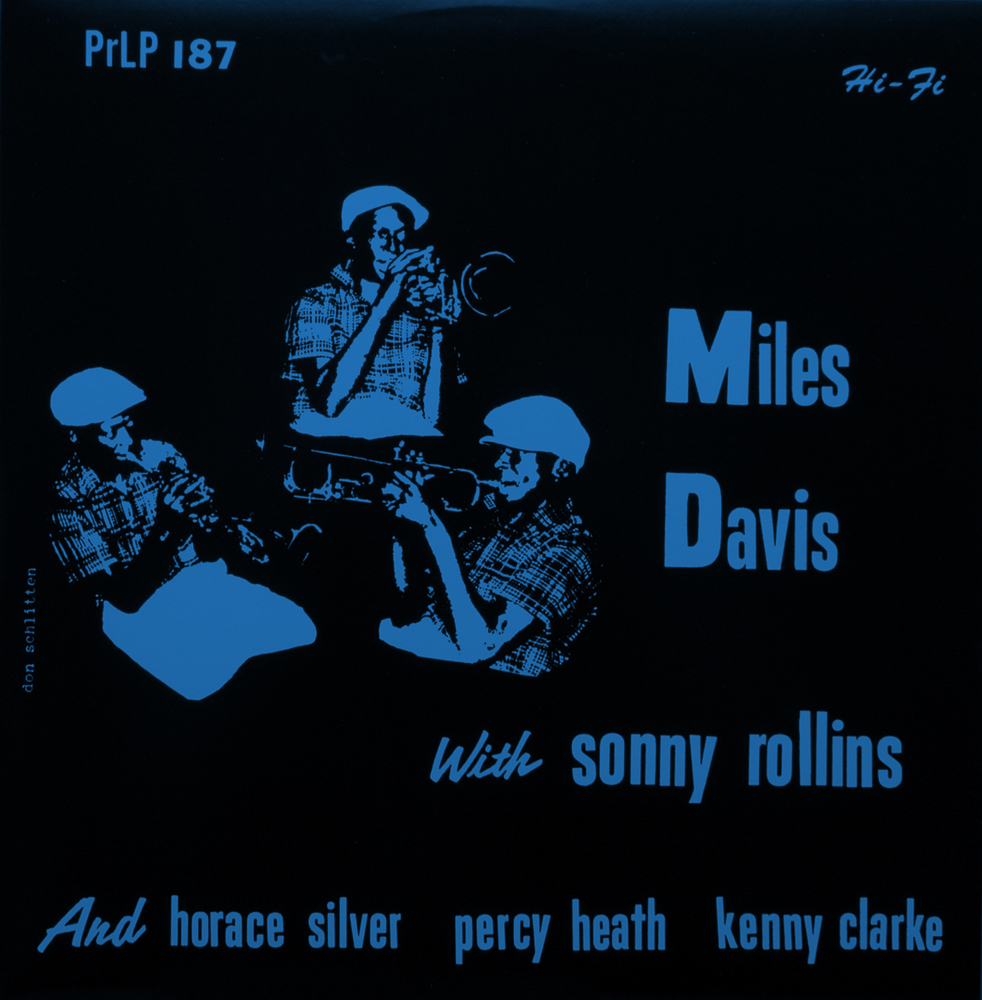 PrLP 187
Hi-Fi
Miles
Davis
don schlitten
With sonny rollins
And horace silver percy heath kenny clarke